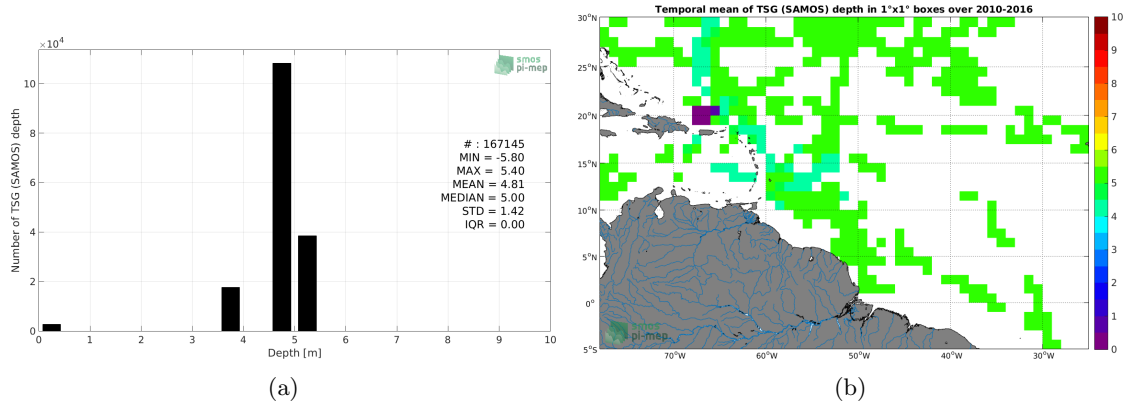 ×10⁴
10
8
6
4
2
0
Number of TSG (SAMOS) depth
smos
pi-mep
# : 167145
MIN = -5.80
MAX = 5.40
MEAN = 4.81
MEDIAN = 5.00
STD = 1.42
IQR = 0.00
0 1 2 3 4 5 6 7 8 9 10
Depth [m]
(a)
Temporal mean of TSG (SAMOS) depth in 1°x1° boxes over 2010-2016
30°N
25°N
20°N
15°N
10°N
5°N
0°
5°S
70°W 60°W 50°W 40°W 30°W
smos
pi-mep
10
9
8
7
6
5
4
3
2
1
0
(b)